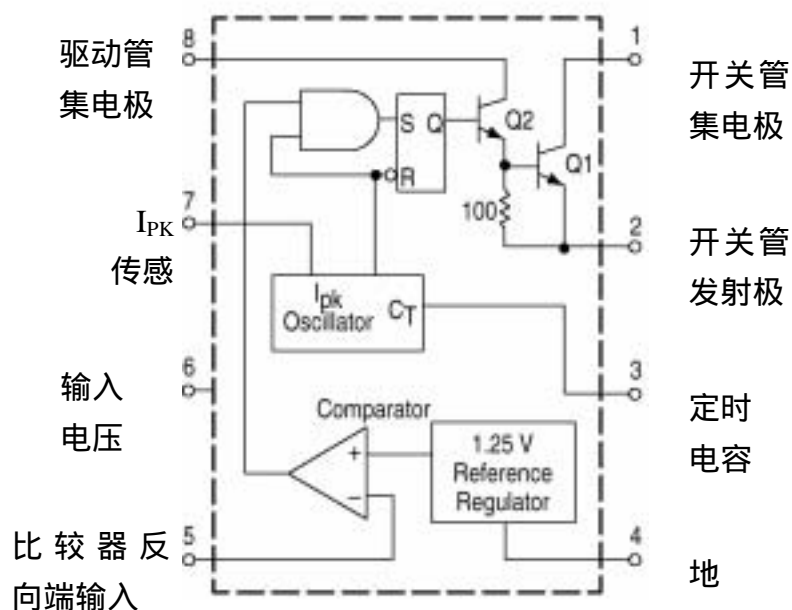 8
驱动管
集电极
1
开关管
集电极
S Q
Q2
R
Q1
100
7
I_PK
传感
2
开关管
发射极
Ipk
Oscillator
CT
6
输入
电压
3
定时
电容
Comparator
+
−
1.25 V
Reference
Regulator
5
比较器反
向端输入
4
地